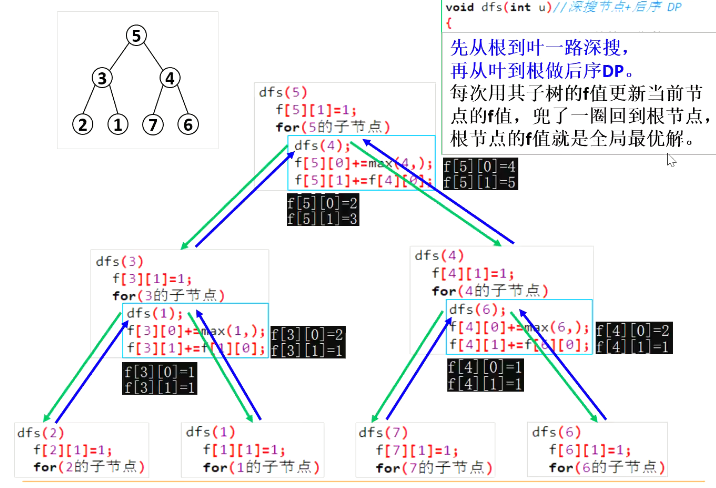 void dfs(int u)//深搜节点+后序 DP
{
先从根到叶一路深搜，
再从叶到根做后序DP。
每次用其子树的f值更新当前节
点的f值，兜了一圈回到根节点，
根节点的f值就是全局最优解。
5
3
4
2
1
7
6
dfs(5)
f[5][1]=1;
for(5的子节点)
dfs(4);
f[5][0]+=max(4,);
f[5][1]+=f[4][0];
f[5][0]=4
f[5][1]=5
f[5][0]=2
f[5][1]=3
dfs(3)
f[3][1]=1;
for(3的子节点)
dfs(1);
f[3][0]+=max(1,);
f[3][1]+=f[1][0];
f[3][0]=2
f[3][1]=1
f[3][0]=1
f[3][1]=1
dfs(4)
f[4][1]=1;
for(4的子节点)
dfs(6);
f[4][0]+=max(6,);
f[4][1]+=f[6][0];
f[4][0]=2
f[4][1]=1
f[4][0]=1
f[4][1]=1
dfs(2)
f[2][1]=1;
for(2的子节点)
dfs(1)
f[1][1]=1;
for(1的子节点)
dfs(7)
f[7][1]=1;
for(7的子节点)
dfs(6)
f[6][1]=1;
for(6的子节点)